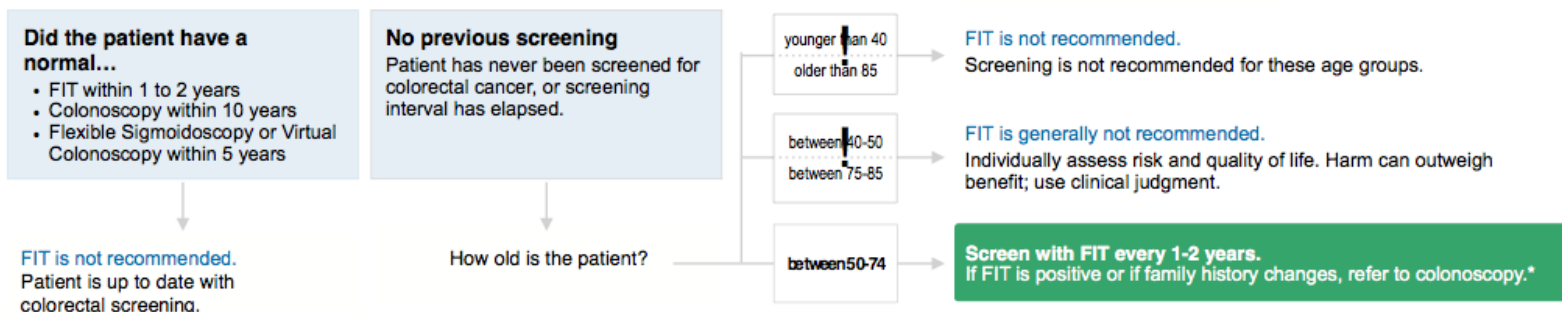 Did the patient have a
normal…
• FIT within 1 to 2 years
• Colonoscopy within 10 years
• Flexible Sigmoidoscopy or Virtual
Colonoscopy within 5 years
FIT is not recommended.
Patient is up to date with
colorectal screening.
No previous screening
Patient has never been screened for
colorectal cancer, or screening
interval has elapsed.
How old is the patient?
younger than 40
older than 85
!
FIT is not recommended.
Screening is not recommended for these age groups.
between 40-50
between 75-85
!
FIT is generally not recommended.
Individually assess risk and quality of life. Harm can outweigh
benefit; use clinical judgment.
between 50-74
Screen with FIT every 1-2 years.
If FIT is positive or if family history changes, refer to colonoscopy.*